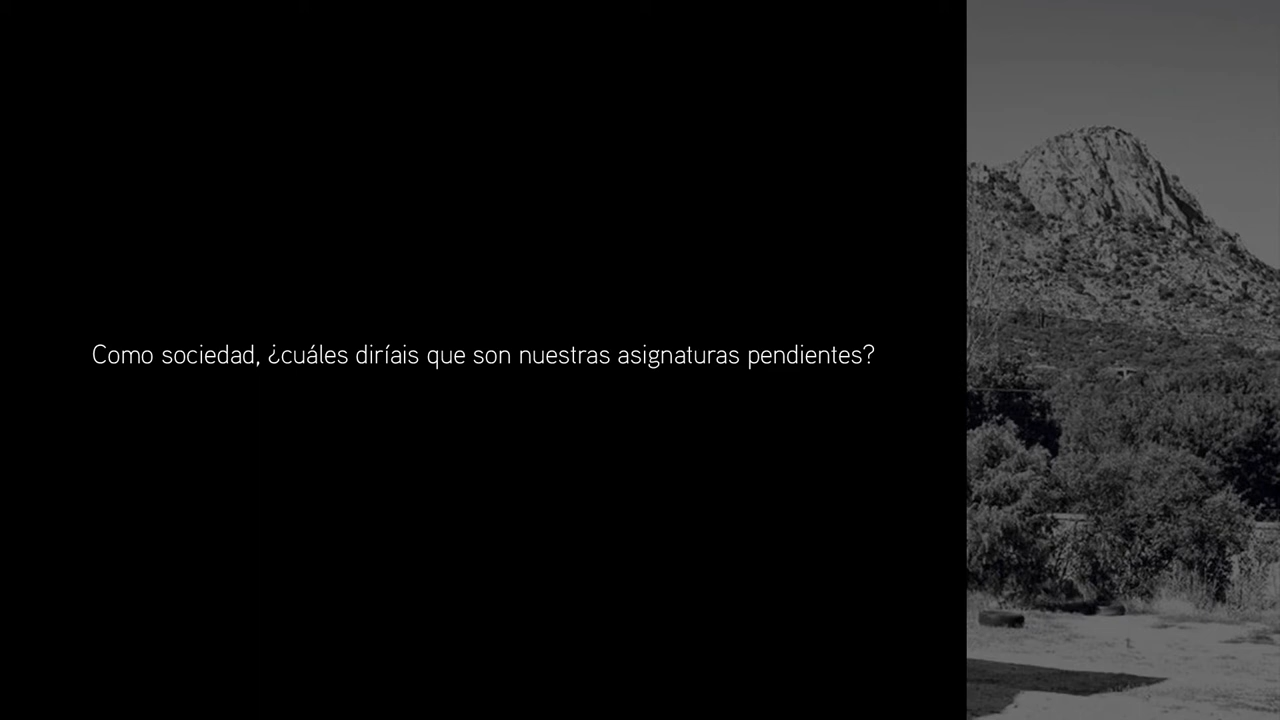 Como sociedad, ¿cuáles diríais que son nuestras asignaturas pendientes?